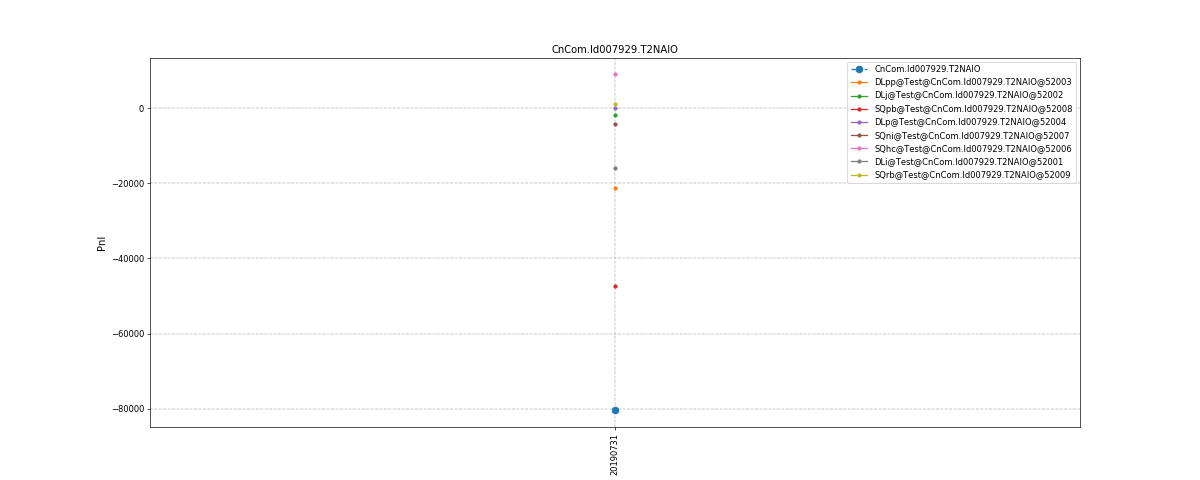 CnCom.Id007929.T2NAIO
CnCom.Id007929.T2NAIO
DLpp@Test@CnCom.Id007929.T2NAIO@52003
DLj@Test@CnCom.Id007929.T2NAIO@52002
SQpb@Test@CnCom.Id007929.T2NAIO@52008
DLp@Test@CnCom.Id007929.T2NAIO@52004
SQni@Test@CnCom.Id007929.T2NAIO@52007
SQhc@Test@CnCom.Id007929.T2NAIO@52006
DLi@Test@CnCom.Id007929.T2NAIO@52001
SQrb@Test@CnCom.Id007929.T2NAIO@52009
0
−20000
−40000
−60000
−80000
Pnl
20190731